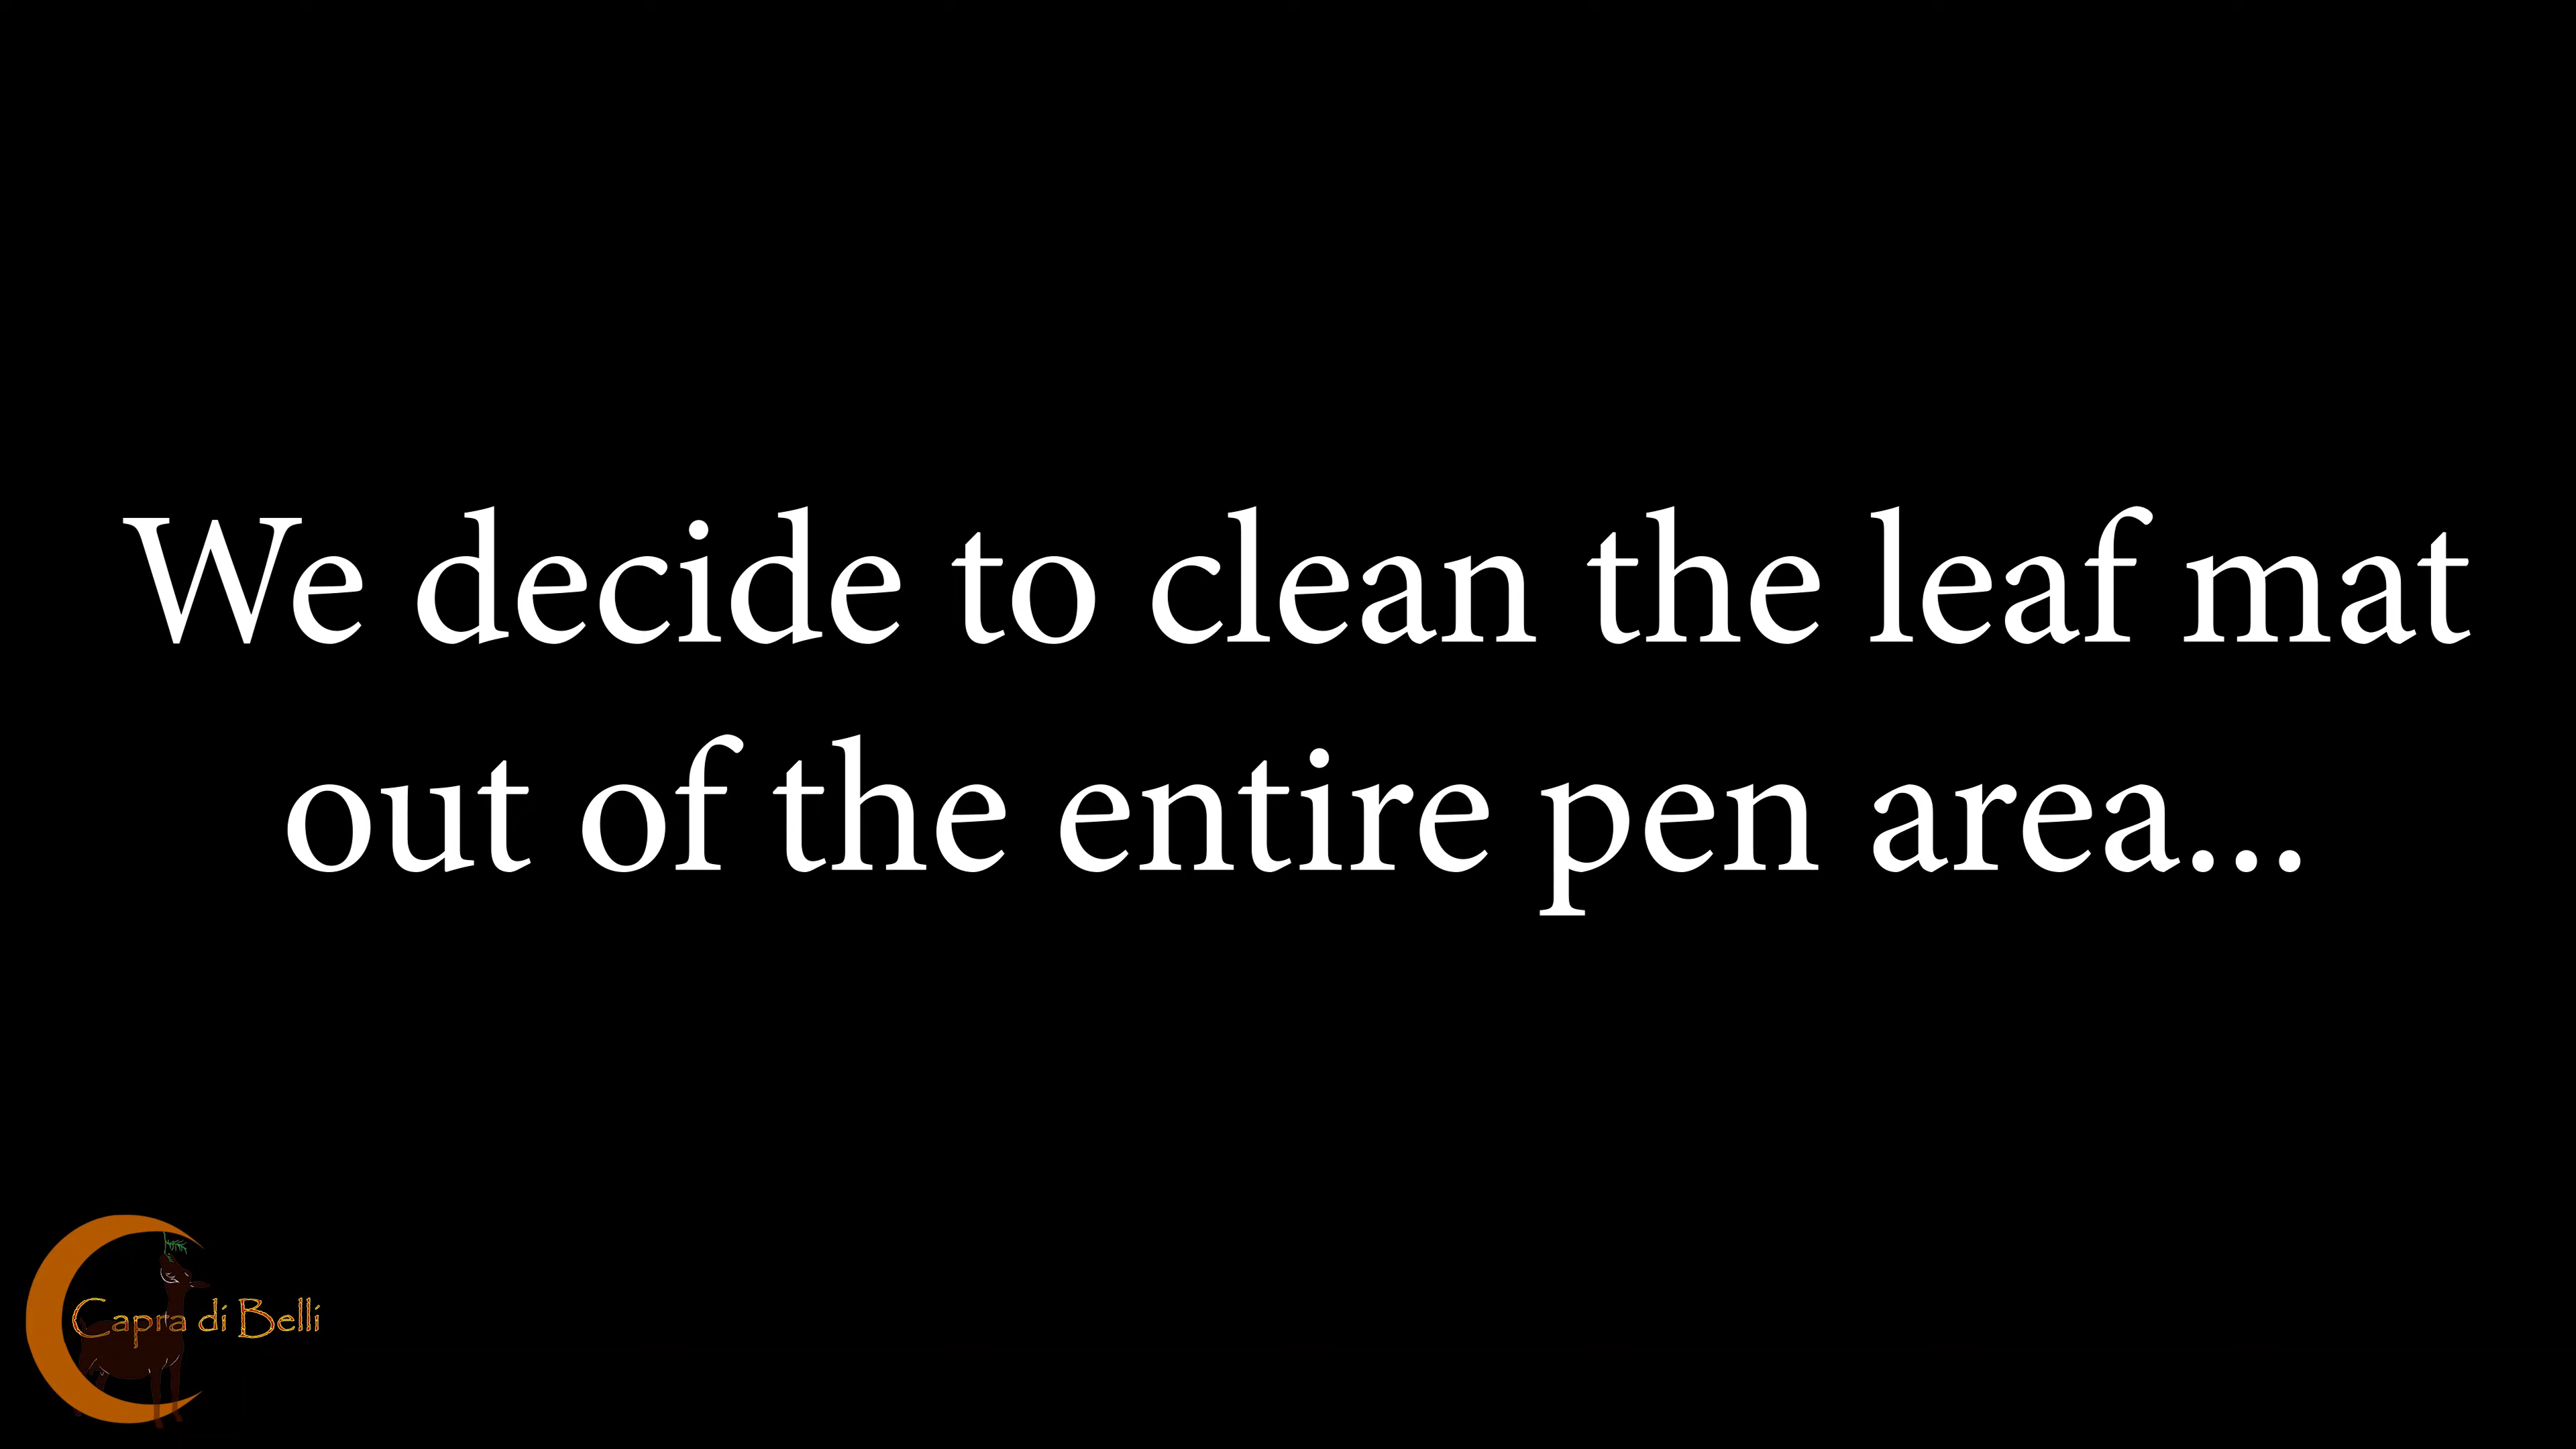 We decide to clean the leaf mat
out of the entire pen area...
Capra di Belli